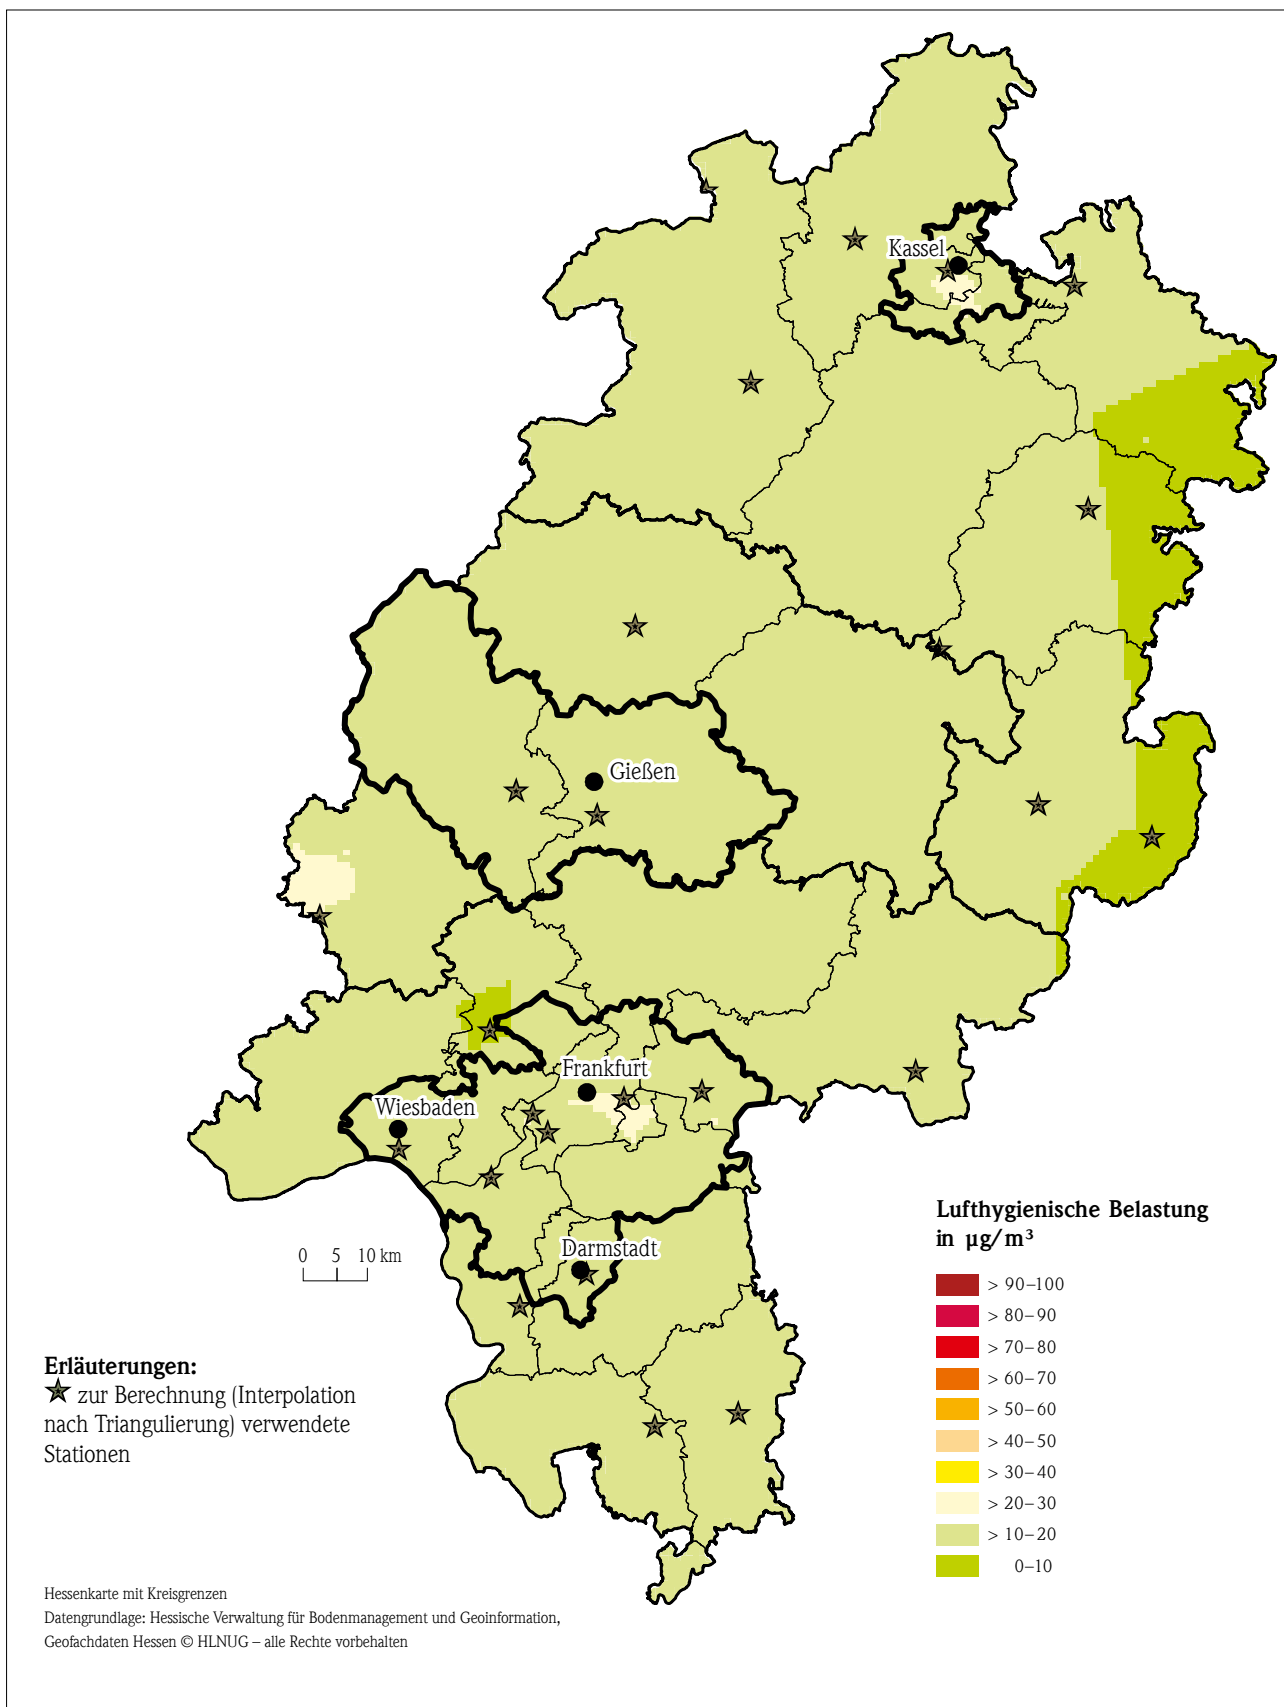 Kassel
Gießen
Frankfurt
Wiesbaden
Darmstadt
0 5 10 km
Lufthygienische Belastung
in µg/m³
> 90–100
> 80–90
> 70–80
> 60–70
> 50–60
> 40–50
> 30–40
> 20–30
> 10–20
0–10
Erläuterungen:
zur Berechnung (Interpolation
nach Triangulierung) verwendete
Stationen
Hessenkarte mit Kreisgrenzen
Datengrundlage: Hessische Verwaltung für Bodenmanagement und Geoinformation,
Geofachdaten Hessen © HLNUG – alle Rechte vorbehalten